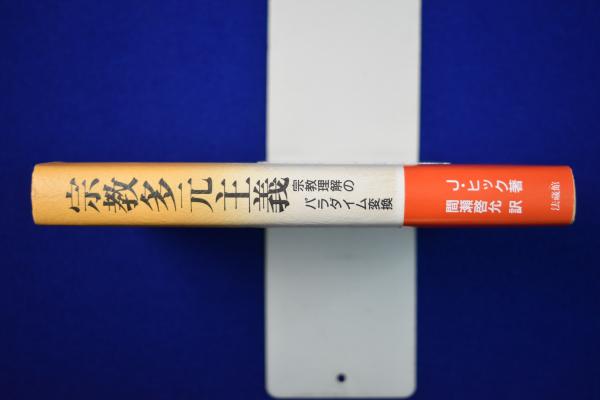 宗教多元主義
宗教理解の
パラダイム変換
J・ヒック著
間瀬啓允訳
法藏館